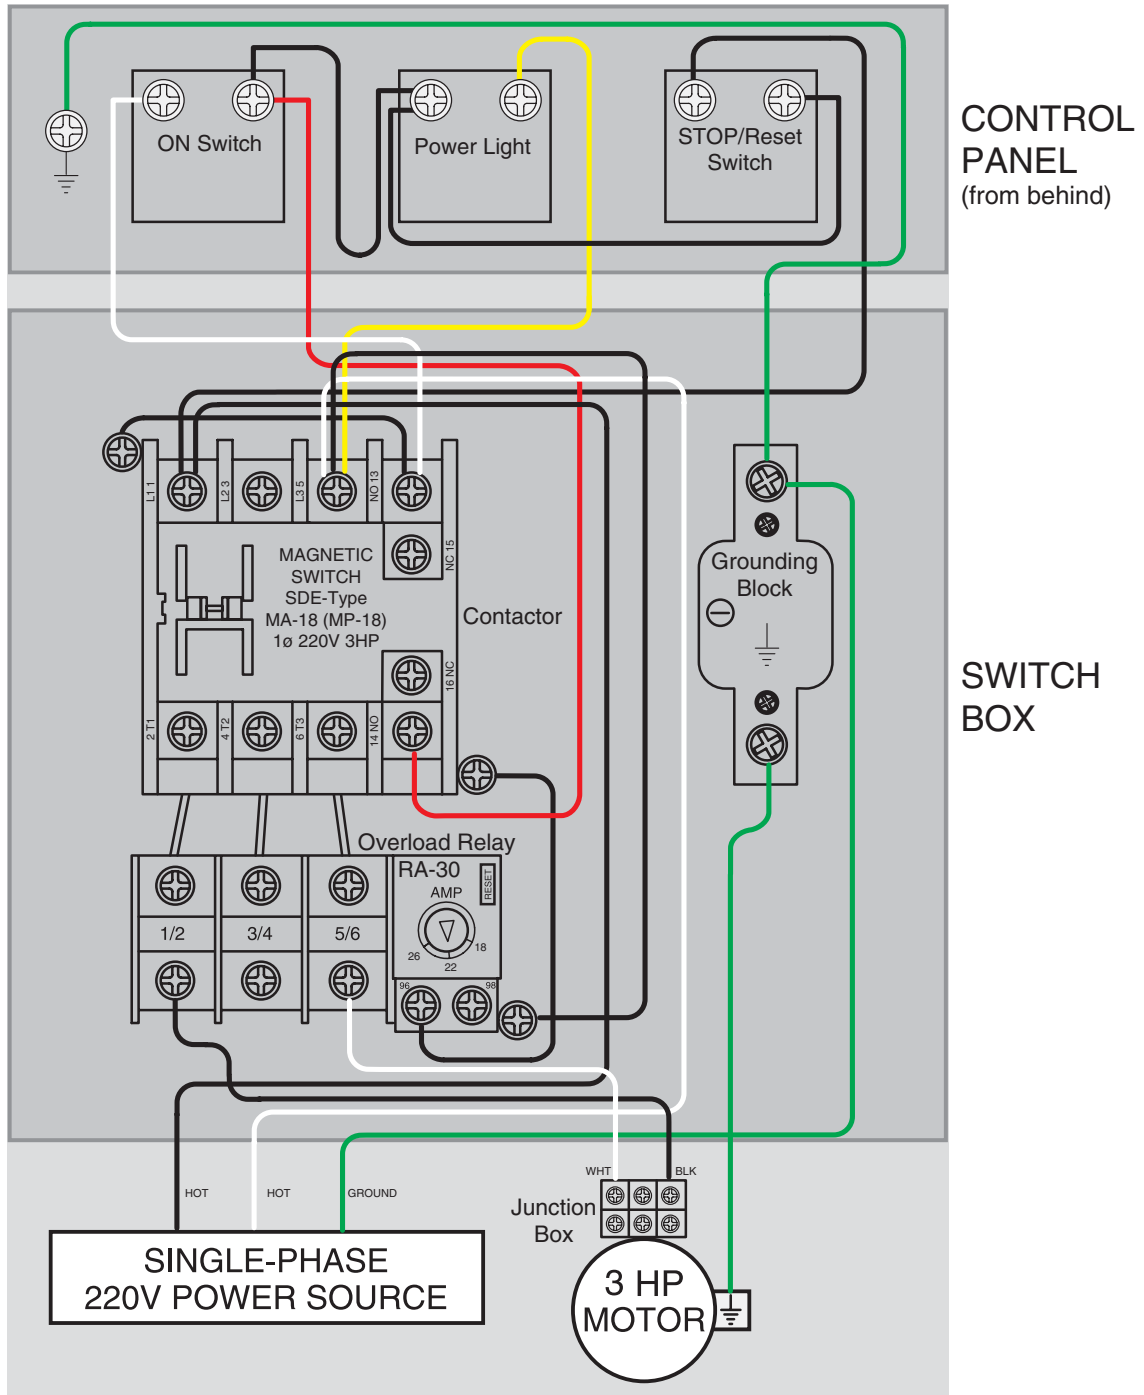 CONTROL
PANEL
(from behind)
ON Switch
Power Light
STOP/Reset
Switch
L1 1
L2 3
L3 5
NO 13
NC 15
MAGNETIC
SWITCH
SDE-Type
MA-18 (MP-18)
1ø 220V 3HP
Contactor
16 NC
2 T1
4 T2
6 T3
14 NO
Grounding
Block
SWITCH
BOX
Overload Relay
RA-30
AMP
RESET
26
22
18
1/2
3/4
5/6
96
98
HOT
HOT
GROUND
WHT
BLK
Junction
Box
SINGLE-PHASE
220V POWER SOURCE
3 HP
MOTOR